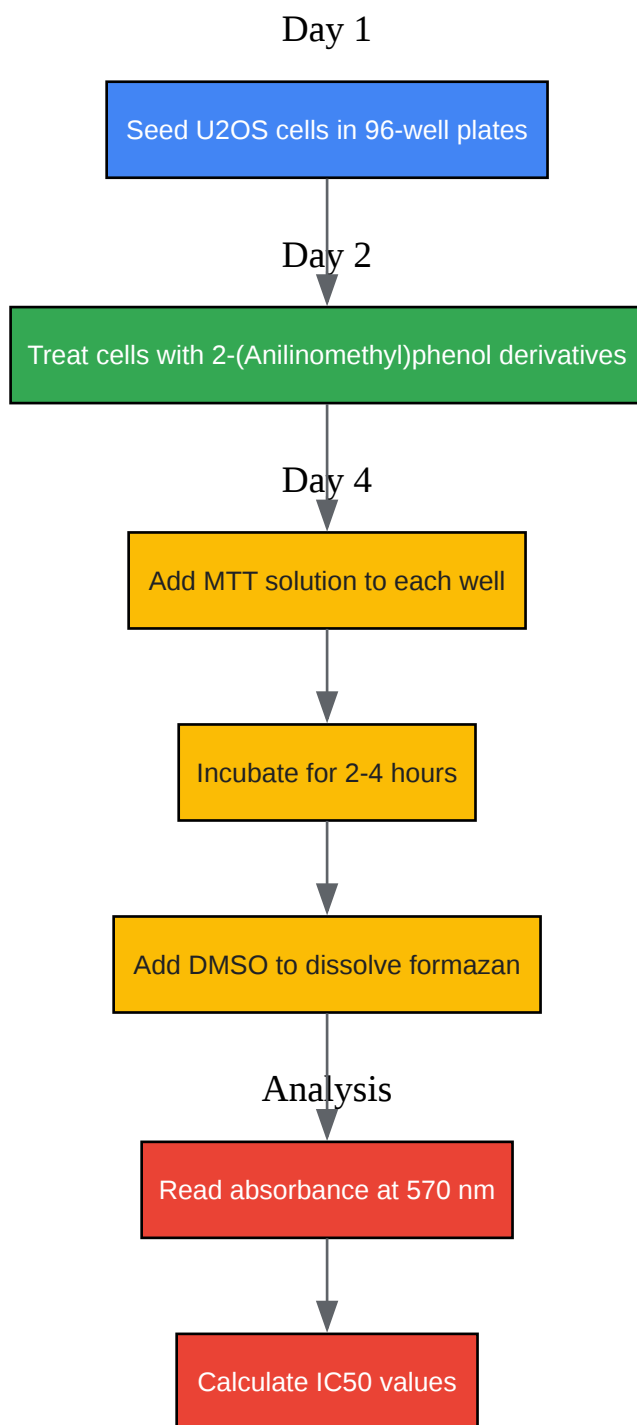 Day 1
Seed U2OS cells in 96-well plates
Day 2
Treat cells with 2-(Anilinomethyl)phenol derivatives
Day 4
Add MTT solution to each well
Incubate for 2-4 hours
Add DMSO to dissolve formazan
Analysis
Read absorbance at 570 nm
Calculate IC50 values